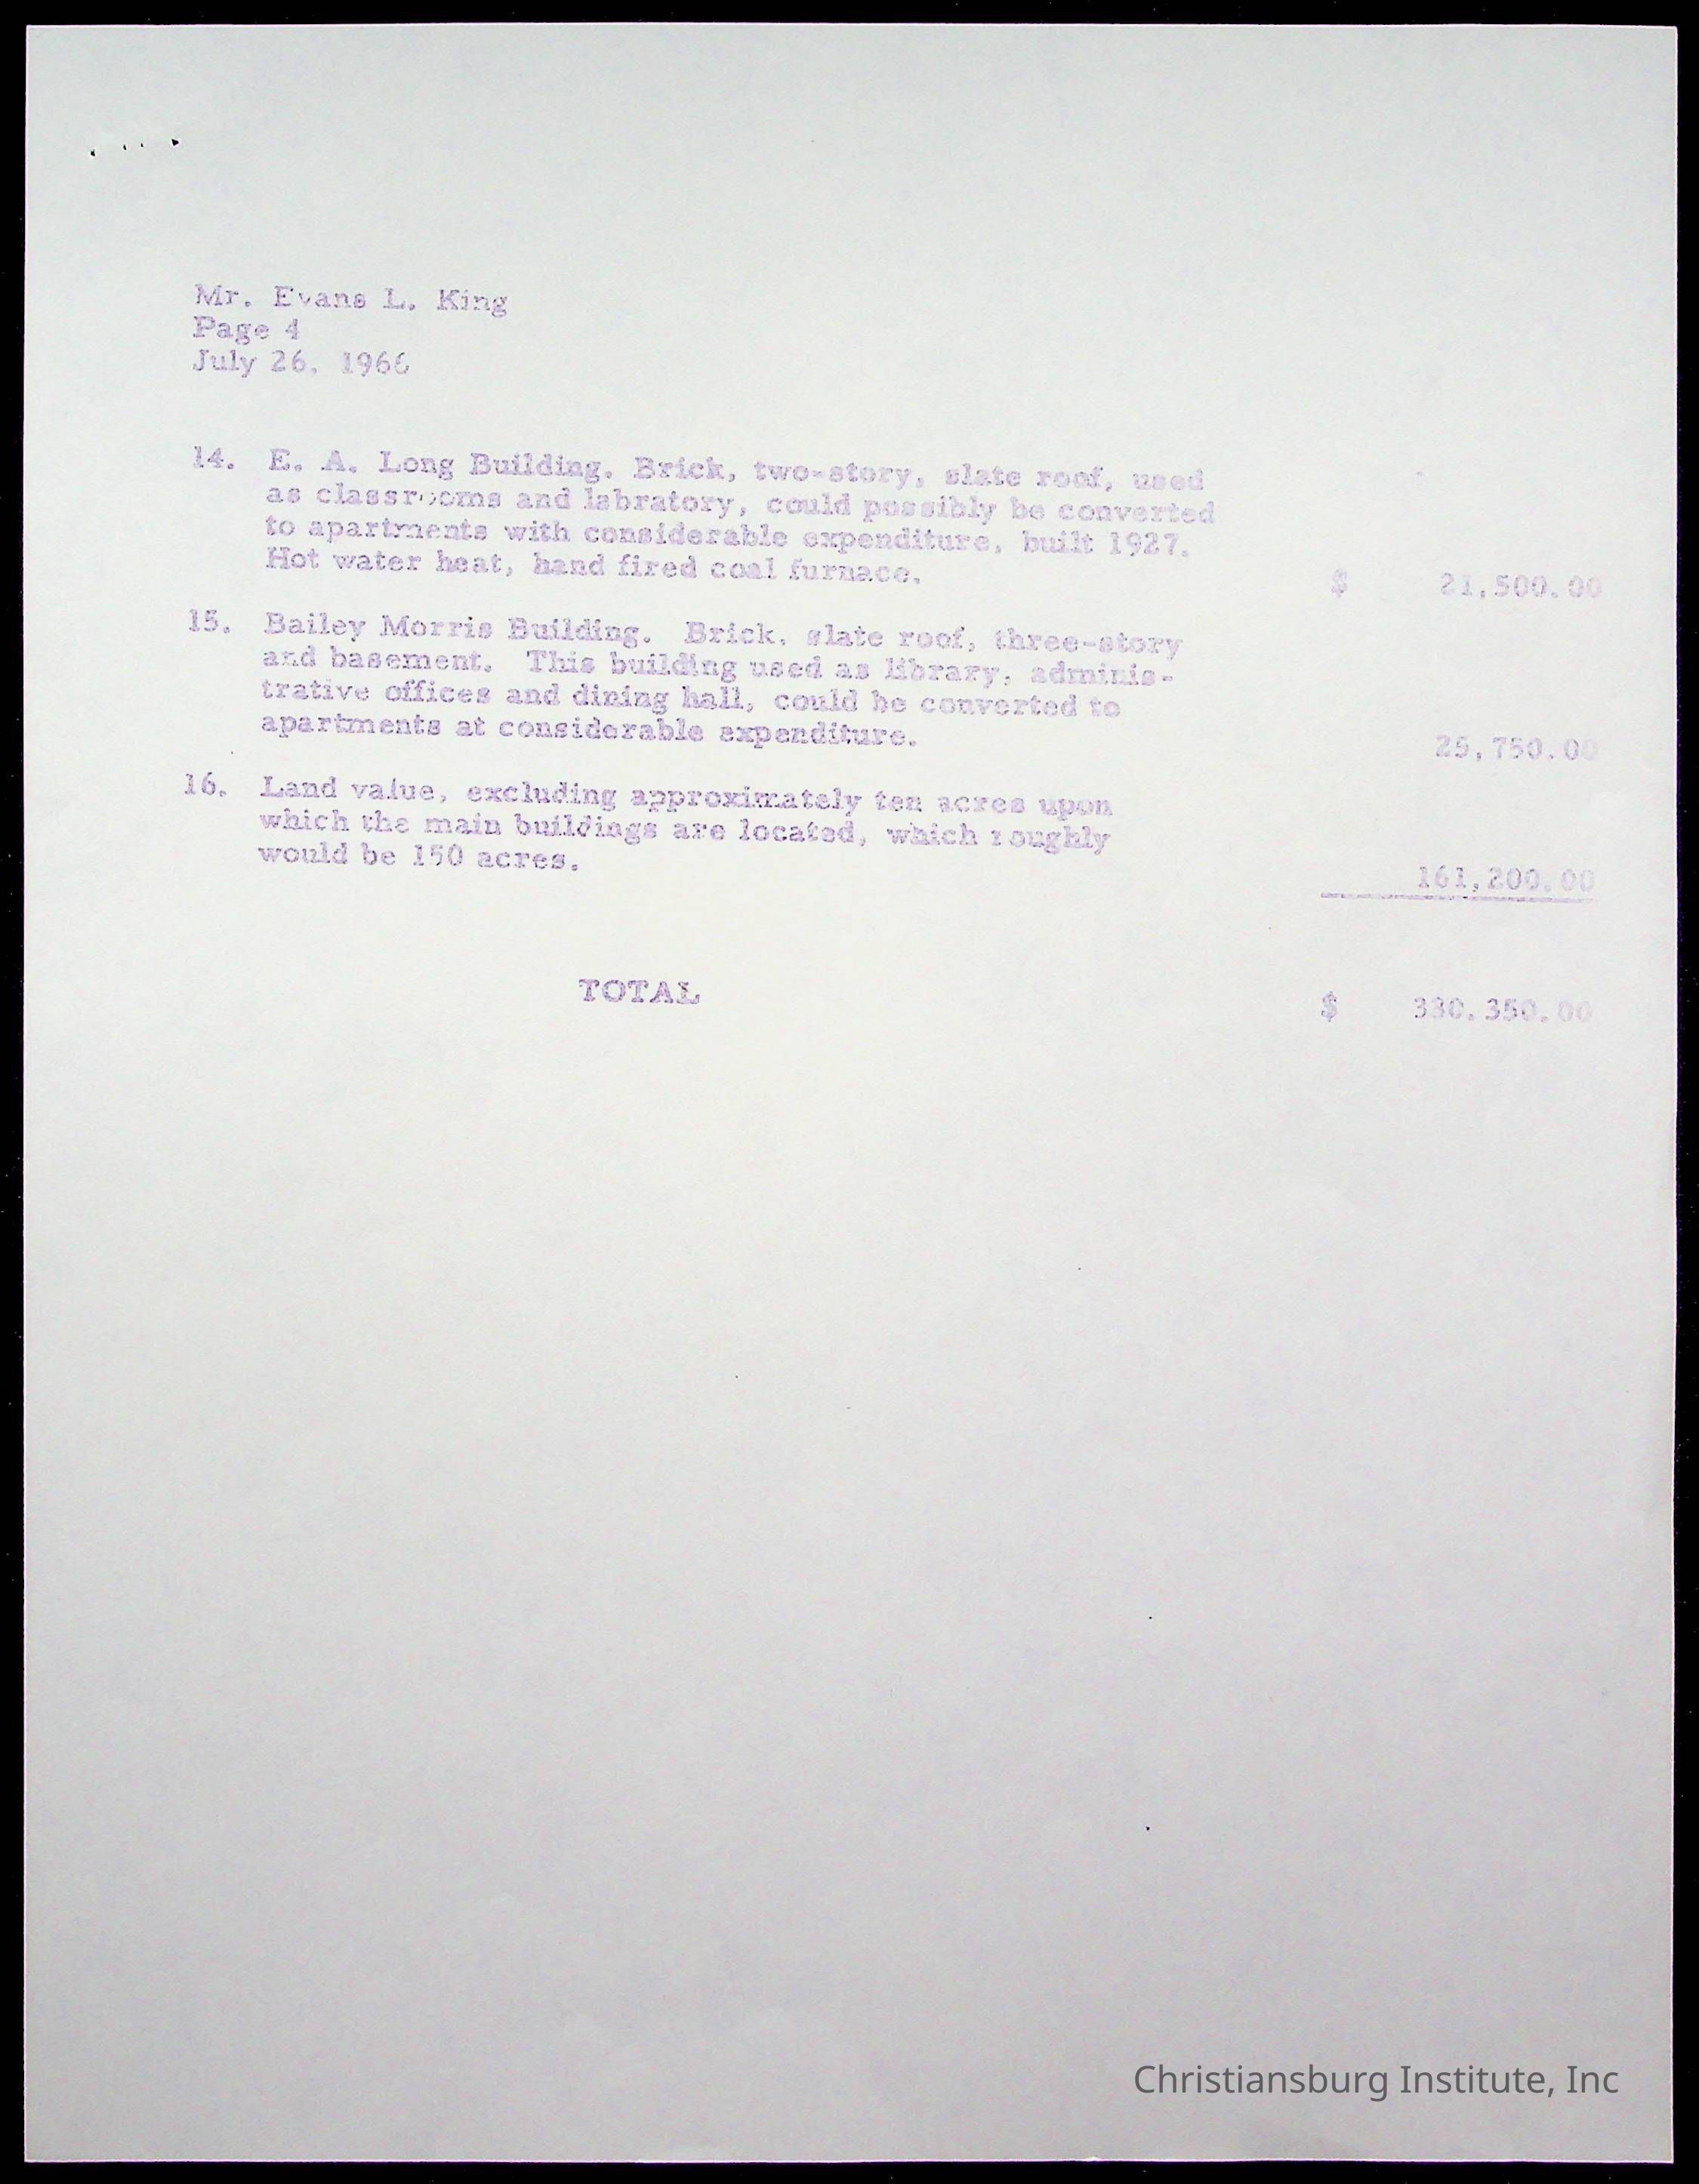 Mr. Evans L. King
Page 4
July 26, 1966
14. E. A. Long Building. Brick, two-story, slate roof, used
as classrooms and labratory, could possibly be converted
to apartments with considerable expenditure, built 1927.
Hot water heat, hand fired coal furnace.
$ 21,500.00
15. Bailey Morris Building. Brick, slate roof, three-story
and basement. This building used as library, adminis-
trative offices and dining hall, could be converted to
apartments at considerable expenditure.
25,750.00
16. Land value, excluding approximately ten acres upon
which the main buildings are located, which roughly
would be 150 acres.
161,200.00
TOTAL
$ 330,350.00
Christiansburg Institute, Inc